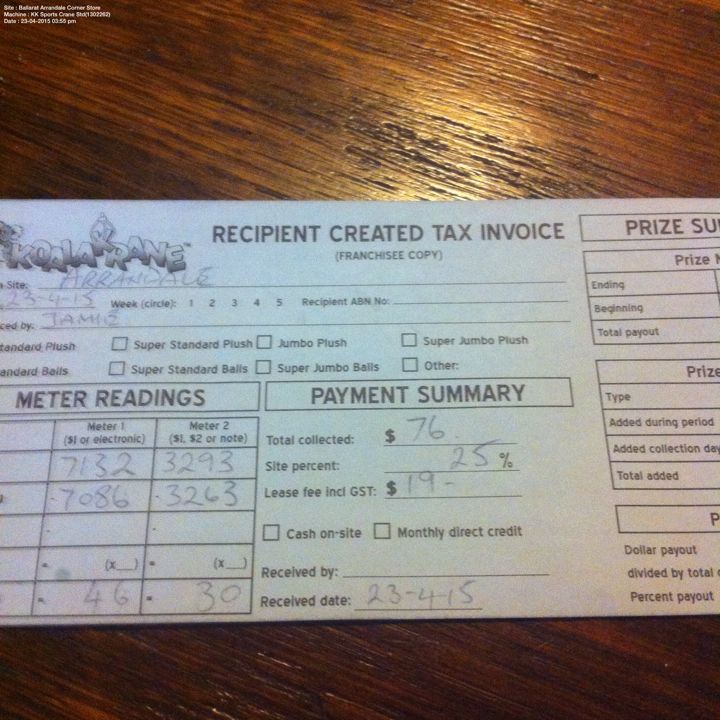 Site : Ballarat Arrandale Corner Store
Machine : KK Sports Crane Std(1302262)
Date : 23-04-2015 03:55 pm
KOALA KRANE™
RECIPIENT CREATED TAX INVOICE
(FRANCHISEE COPY)
Site: ARRANDALE
23-4-15 Week (circle): 1 2 3 4 5 Recipient ABN No:
ced by: JAMIE
tandard Plush Super Standard Plush Jumbo Plush Super Jumbo Plush
andard Balls Super Standard Balls Super Jumbo Balls Other:
METER READINGS
Meter 1 Meter 2
($1 or electronic) ($1, $2 or note)
7132 3293
-7086 -3263
- -
= (x__) = (x__)
= 46 = 30
PAYMENT SUMMARY
Total collected: $ 76.
Site percent: 25 %
Lease fee incl GST: $ 19-
Cash on-site Monthly direct credit
Received by:
Received date: 23-4-15
PRIZE SU
Prize
Ending
Beginning
Total payout
Prize
Type
Added during period
Added collection day
Total added
P
Dollar payout
divided by total
Percent payout